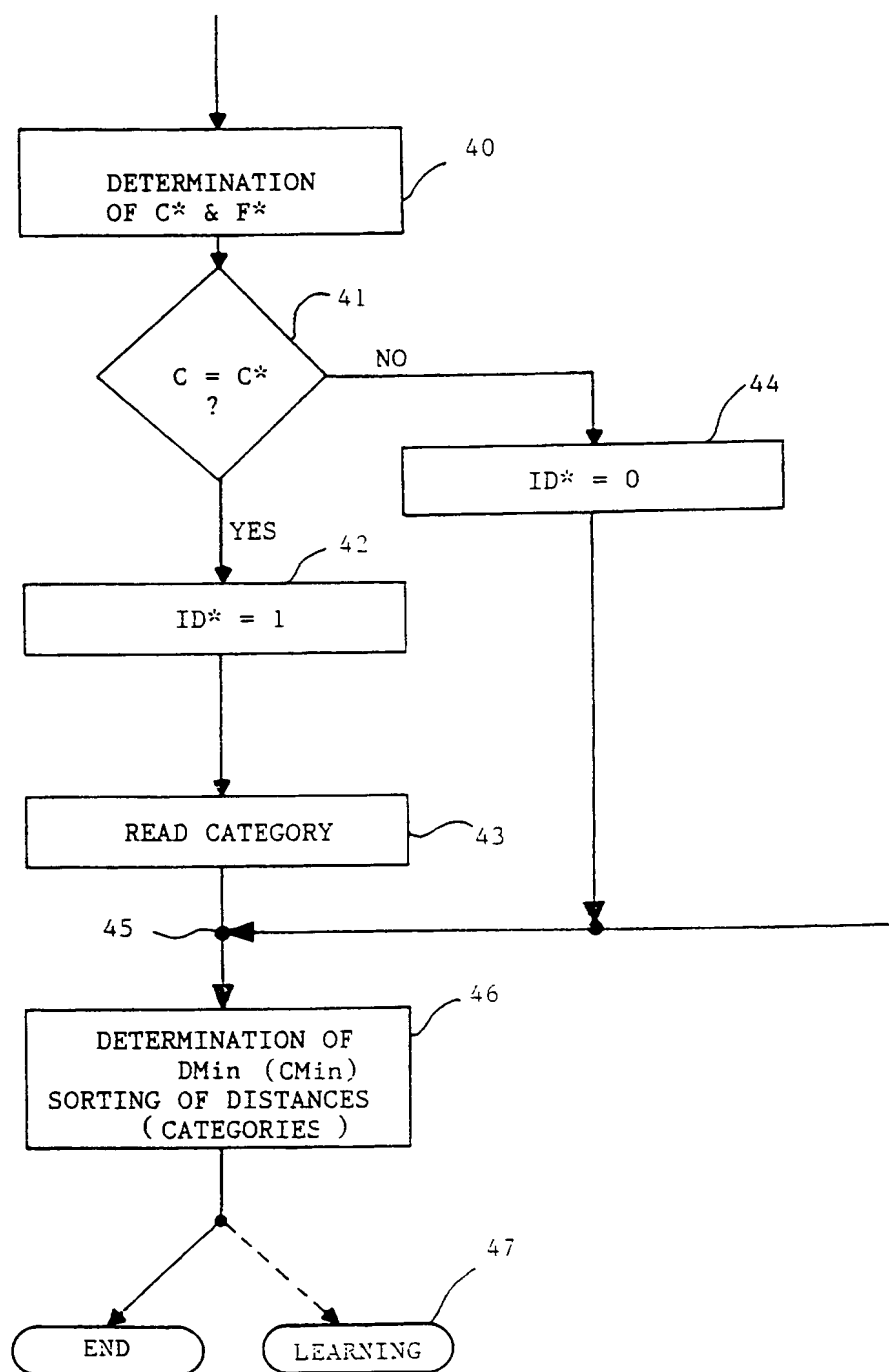 40
DETERMINATION
OF C* & F*
41
C = C*
?
NO
44
ID* = 0
YES
42
ID* = 1
READ CATEGORY
43
45
46
DETERMINATION OF
DMin (CMin)
SORTING OF DISTANCES
( CATEGORIES )
47
END
LEARNING